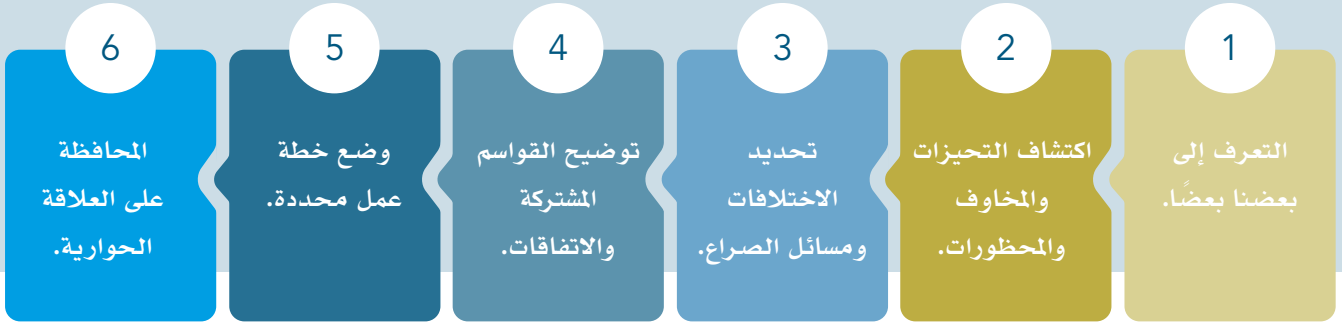 1
التعرف إلى
بعضنا بعضًا.
2
اكتشاف التحيزات
والمخاوف
والمحظورات.
3
تحديد
الاختلافات
ومسائل الصراع.
4
توضيح القواسم
المشتركة
والاتفاقات.
5
وضع خطة
عمل محددة.
6
المحافظة
على العلاقة
الحوارية.